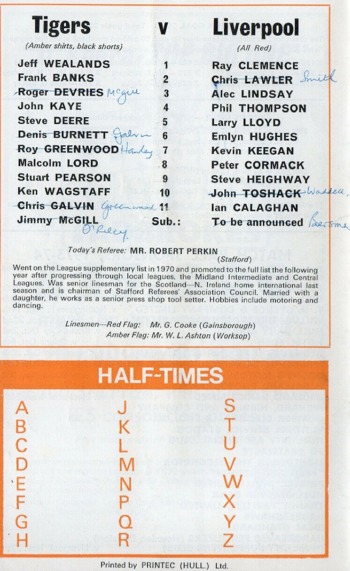 Tigers v Liverpool
(Amber shirts, black shorts) (All Red)
Jeff WEALANDS 1 Ray CLEMENCE
Frank BANKS 2 Chris LAWLER Smith
Roger DEVRIES McGill 3 Alec LINDSAY
John KAYE 4 Phil THOMPSON
Steve DEERE 5 Larry LLOYD
Denis BURNETT Galvin 6 Emlyn HUGHES
Roy GREENWOOD Hawley 7 Kevin KEEGAN
Malcolm LORD 8 Peter CORMACK
Stuart PEARSON 9 Steve HEIGHWAY
Ken WAGSTAFF 10 John TOSHACK Waddle
Chris GALVIN Greenwood 11 Ian CALAGHAN
Jimmy McGILL Sub.: To be announced Boersma
O'Riley
Today's Referee: MR. ROBERT PERKIN
(Stafford)
Went on the League supplementary list in 1970 and promoted to the full list the following
year after progressing through local leagues, the Midland Intermediate and Central
Leagues. Was senior linesman for the Scotland—N. Ireland home international last
season and is chairman of Stafford Referees' Association Council. Married with a
daughter, he works as a senior press shop tool setter. Hobbies include motoring and
dancing.
Linesmen—Red Flag: Mr. G. Cooke (Gainsborough)
Amber Flag: Mr. W. L. Ashton (Worksop)
HALF-TIMES
A J S
B K T
C L U
D M V
E N W
F P X
G Q Y
H R Z
Printed by PRINTEC (HULL) Ltd.